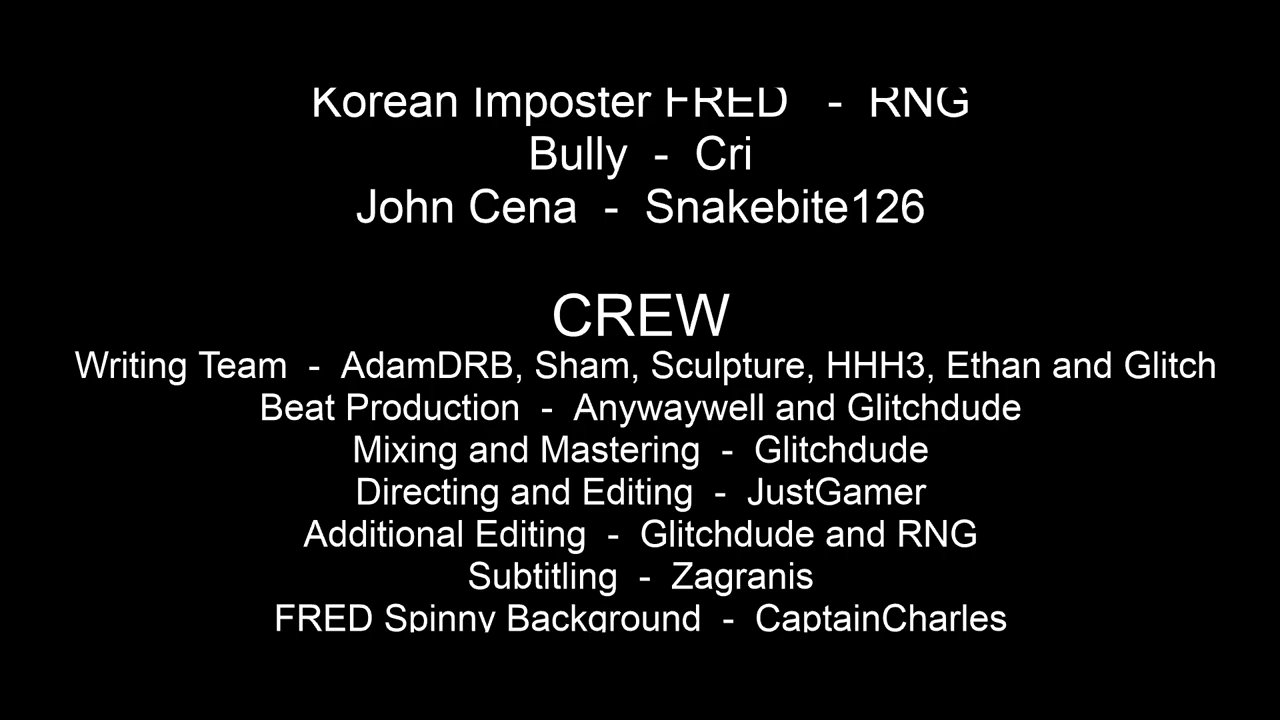 Korean Imposter FRED - RNG
Bully - Cri
John Cena - Snakebite126
CREW
Writing Team - AdamDRB, Sham, Sculpture, HHH3, Ethan and Glitch
Beat Production - Anywaywell and Glitchdude
Mixing and Mastering - Glitchdude
Directing and Editing - JustGamer
Additional Editing - Glitchdude and RNG
Subtitling - Zagranis
FRED Spinny Background - CaptainCharles